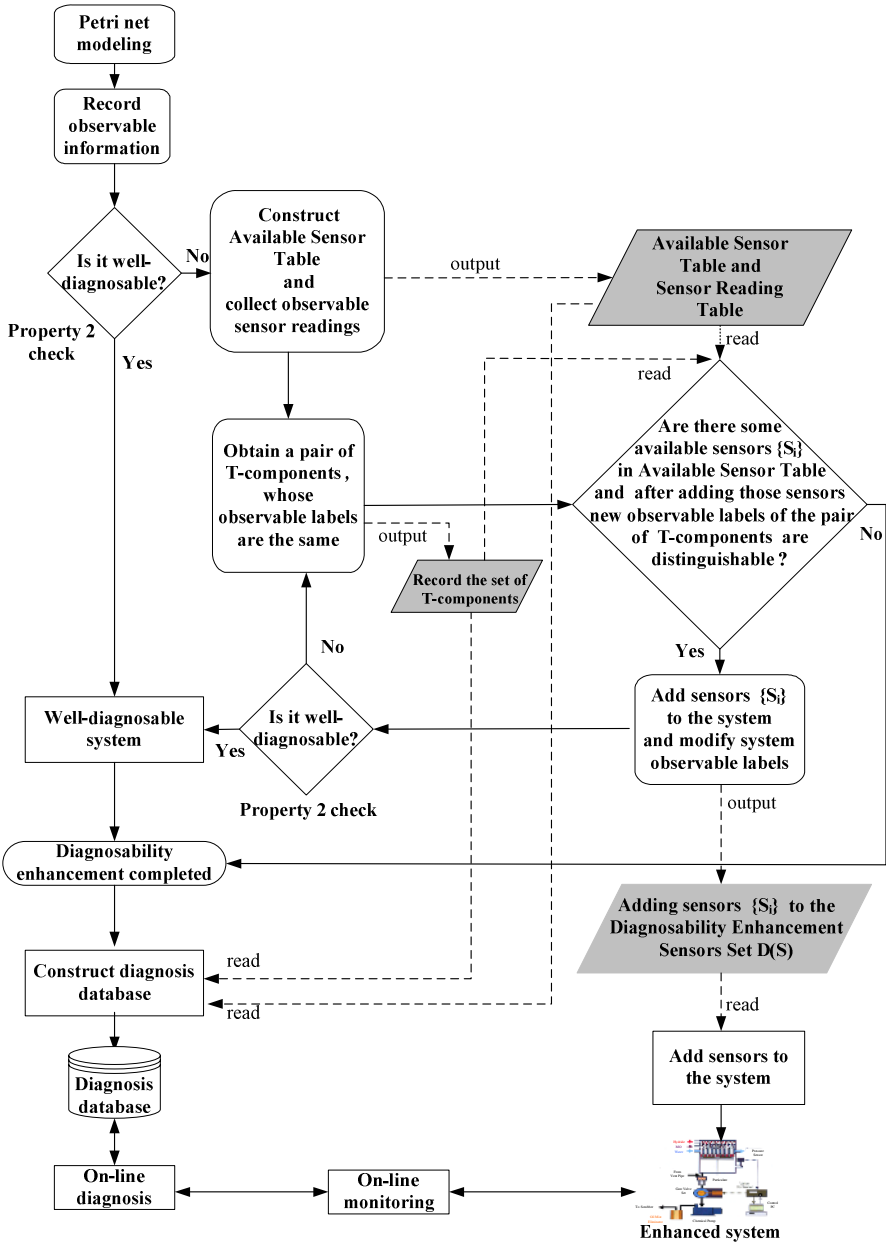 Petri net
modeling
Record
observable
information
Is it well-
diagnosable?
No
Property 2
check
Yes
Construct
Available Sensor
Table
and
collect observable
sensor readings
output
Available Sensor
Table and
Sensor Reading
Table
read
read
Obtain a pair of
T-components ,
whose
observable labels
are the same
output
Record the set of
T-components
Are there some
available sensors {Si}
in Available Sensor Table
and after adding those sensors
new observable labels of the pair
of T-components are
distinguishable ?
No
Yes
No
Is it well-
diagnosable?
Yes
Property 2 check
Well-diagnosable
system
Add sensors {Si}
to the system
and modify system
observable labels
output
Diagnosability
enhancement completed
Adding sensors {Si} to the
Diagnosability Enhancement
Sensors Set D(S)
read
Construct diagnosis
database
read
read
Add sensors to
the system
Diagnosis
database
On-line
diagnosis
On-line
monitoring
Enhanced system